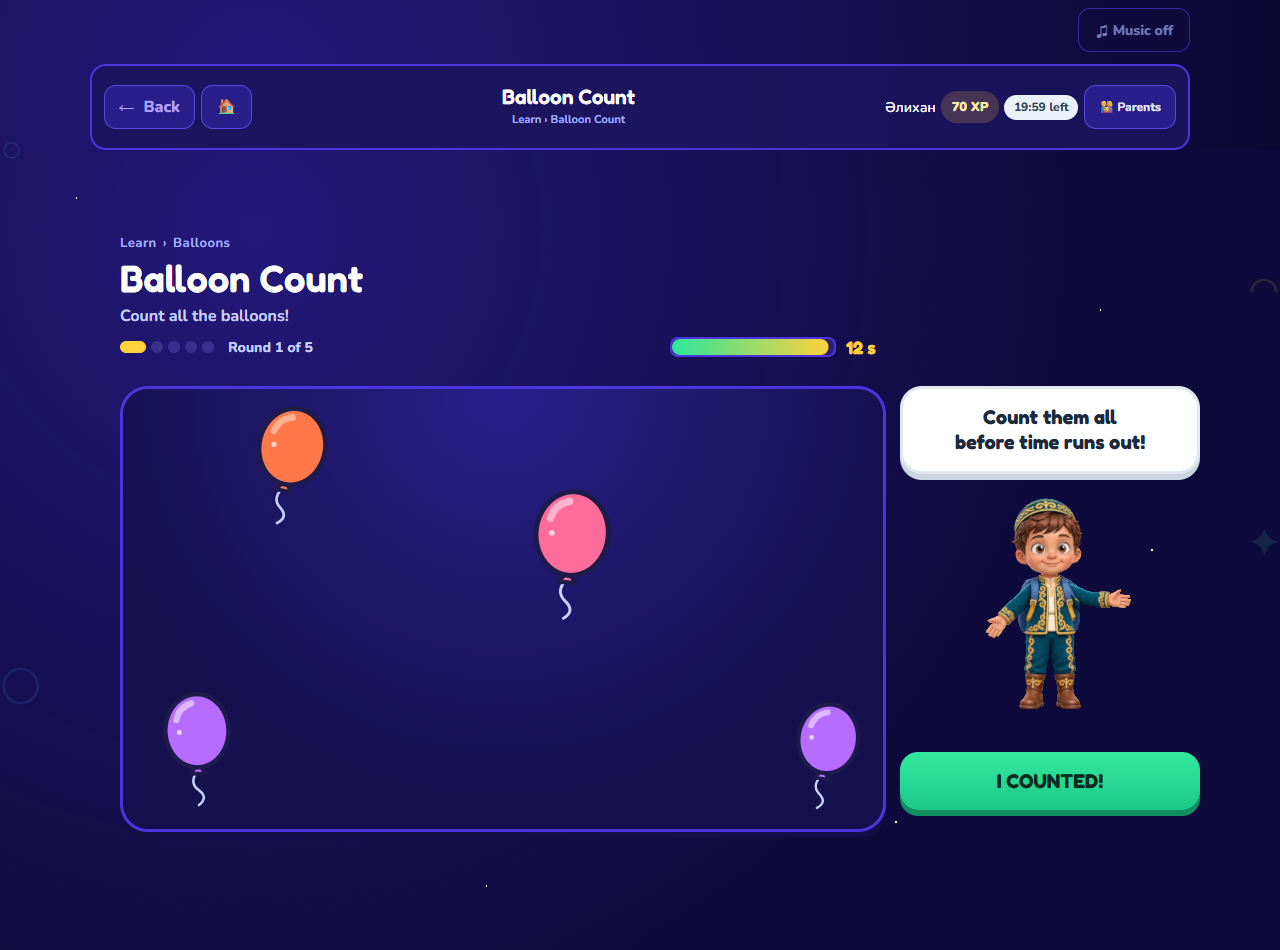 ♫ Music off
← Back
Balloon Count
Learn › Balloon Count
Әлихан
70 XP
19:59 left
Parents
Learn › Balloons
Balloon Count
Count all the balloons!
Round 1 of 5
12 s
Count them all
before time runs out!
I COUNTED!